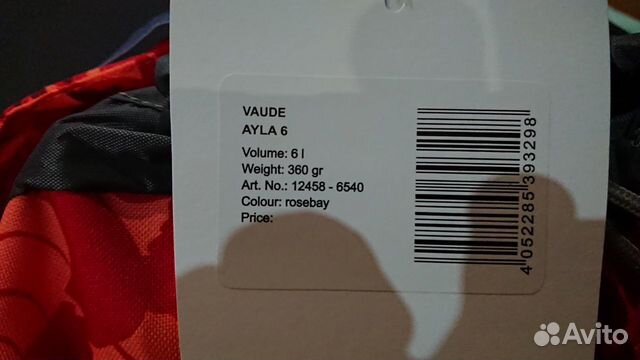 VAUDE
AYLA 6
Volume: 6 l
Weight: 360 gr
Art. No.: 12458 - 6540
Colour: rosebay
Price:
4 052285 393298
Avito